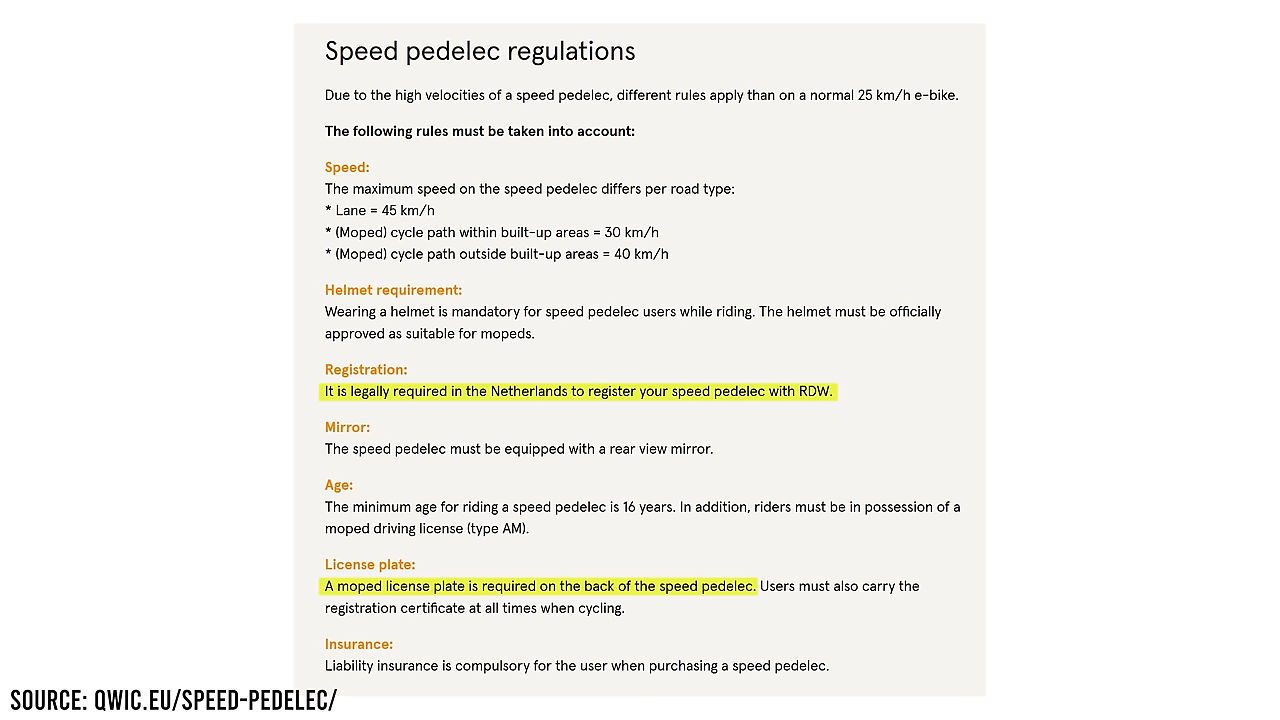 Speed pedelec regulations
Due to the high velocities of a speed pedelec, different rules apply than on a normal 25 km/h e-bike.
The following rules must be taken into account:
Speed:
The maximum speed on the speed pedelec differs per road type:
* Lane = 45 km/h
* (Moped) cycle path within built-up areas = 30 km/h
* (Moped) cycle path outside built-up areas = 40 km/h
Helmet requirement:
Wearing a helmet is mandatory for speed pedelec users while riding. The helmet must be officially
approved as suitable for mopeds.
Registration:
It is legally required in the Netherlands to register your speed pedelec with RDW.
Mirror:
The speed pedelec must be equipped with a rear view mirror.
Age:
The minimum age for riding a speed pedelec is 16 years. In addition, riders must be in possession of a
moped driving license (type AM).
License plate:
A moped license plate is required on the back of the speed pedelec. Users must also carry the
registration certificate at all times when cycling.
Insurance:
Liability insurance is compulsory for the user when purchasing a speed pedelec.
SOURCE: QWIC.EU/SPEED-PEDELEC/